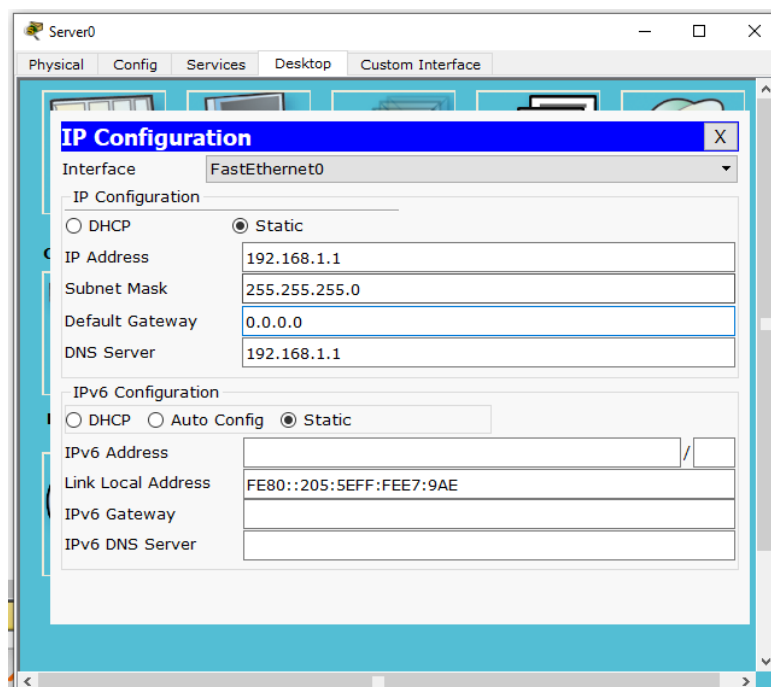 Server0
Physical Config Services Desktop Custom Interface
IP Configuration X
Interface FastEthernet0
IP Configuration
DHCP Static
IP Address 192.168.1.1
Subnet Mask 255.255.255.0
Default Gateway 0.0.0.0
DNS Server 192.168.1.1
IPv6 Configuration
DHCP Auto Config Static
IPv6 Address /
Link Local Address FE80::205:5EFF:FEE7:9AE
IPv6 Gateway
IPv6 DNS Server